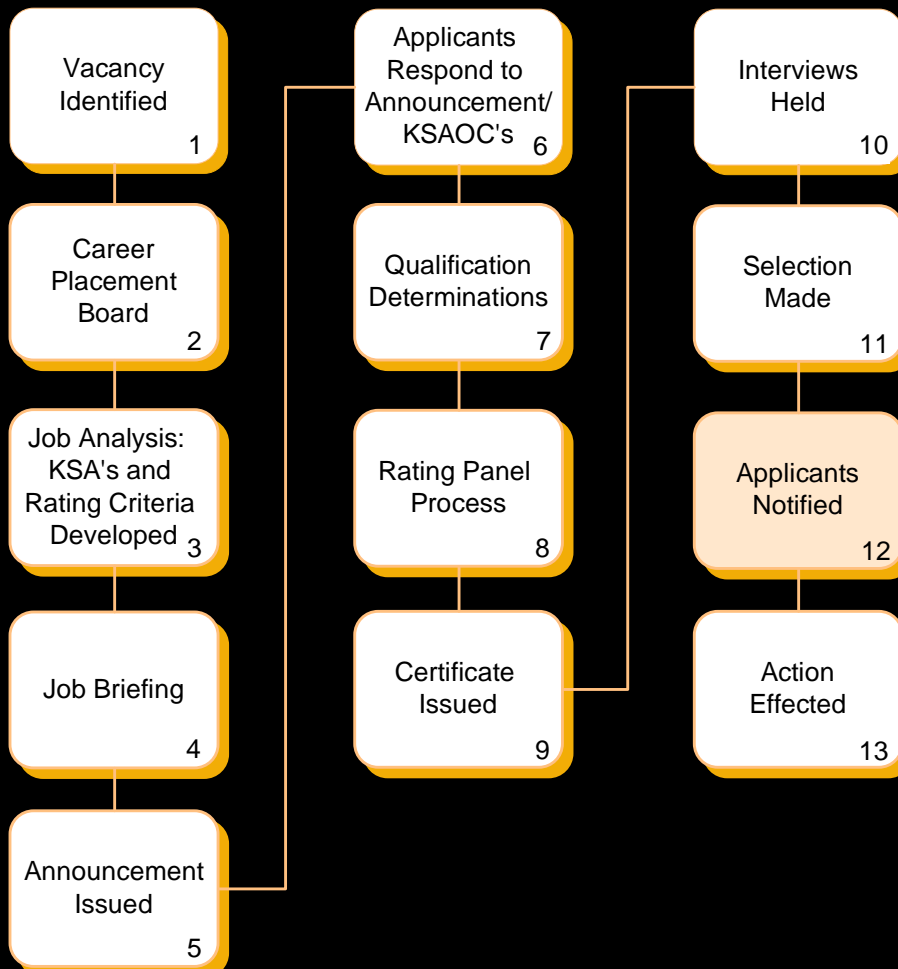 Vacancy
Identified
1
Career
Placement
Board
2
Job Analysis:
KSA's and
Rating Criteria
Developed
3
Job Briefing
4
Announcement
Issued
5
Applicants
Respond to
Announcement/
KSAOC's
6
Qualification
Determinations
7
Rating Panel
Process
8
Certificate
Issued
9
Interviews
Held
10
Selection
Made
11
Applicants
Notified
12
Action
Effected
13